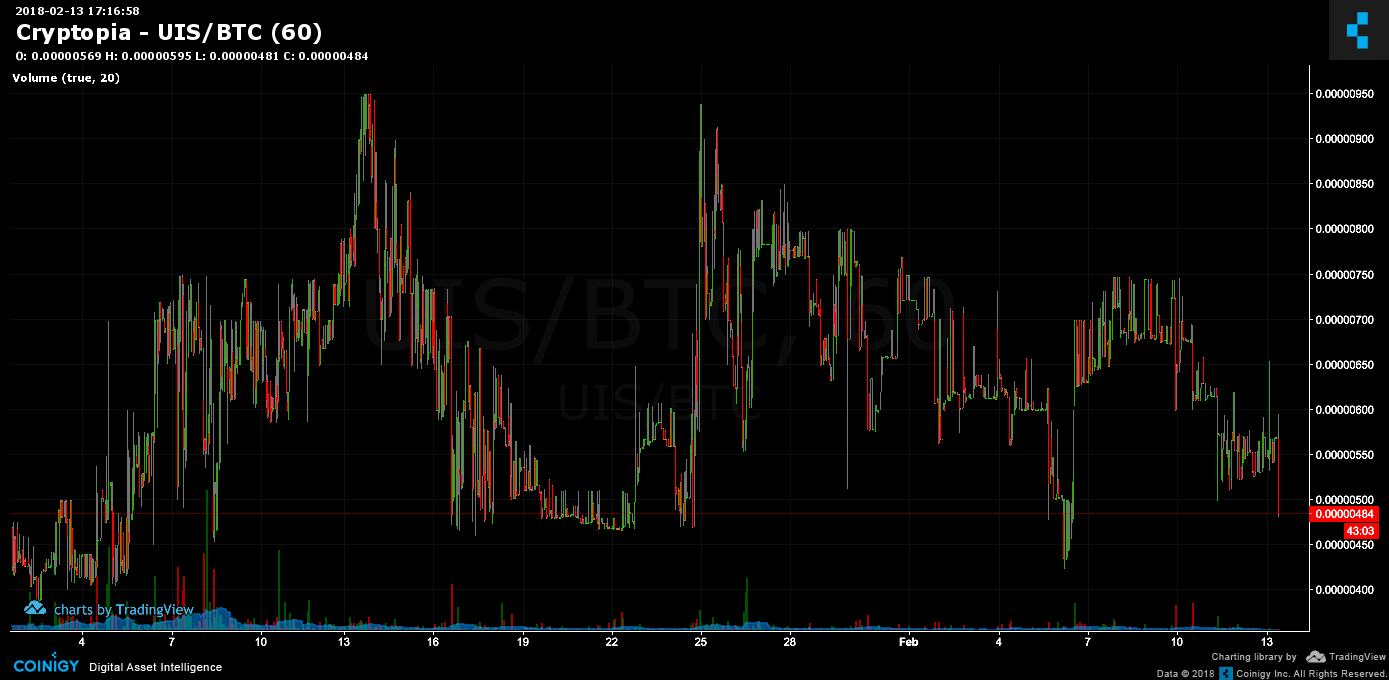 2018-02-13 17:16:58
Cryptopia - UIS/BTC (60)
O: 0.00000569 H: 0.00000595 L: 0.00000481 C: 0.00000484
Volume (true, 20)
0.00000950
0.00000900
0.00000850
0.00000800
0.00000750
0.00000700
0.00000650
0.00000600
0.00000550
0.00000500
0.00000484
43:03
0.00000450
0.00000400
UIS/BTC, 60
UIS/BTC
charts by TradingView
4 7 10 13 16 19 22 25 28 Feb 4 7 10 13
COINIGY Digital Asset Intelligence
Charting library by TradingView
Data © 2018 Coinigy Inc. All Rights Reserved.